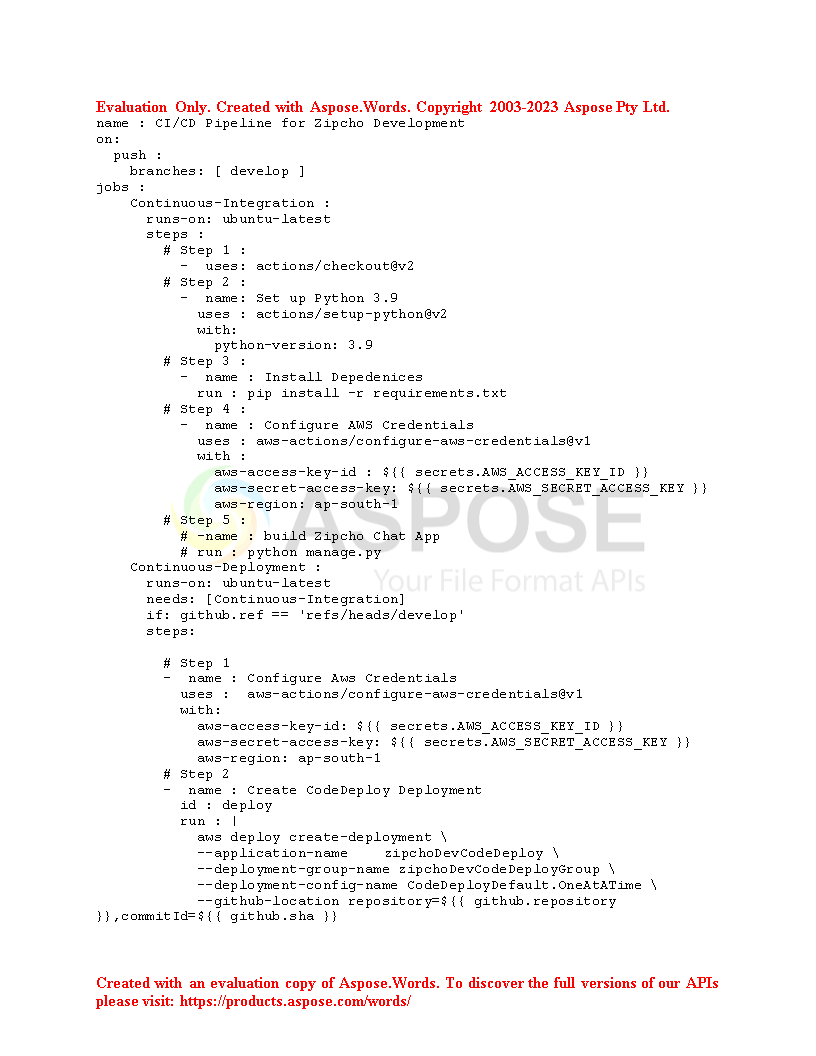 Evaluation Only. Created with Aspose.Words. Copyright 2003-2023 Aspose Pty Ltd.
name : CI/CD Pipeline for Zipcho Development
on:
  push :
    branches: [ develop ]
jobs :
    Continuous-Integration :
      runs-on: ubuntu-latest
      steps :
        # Step 1 :
          -  uses: actions/checkout@v2
        # Step 2 :
          -  name: Set up Python 3.9
            uses : actions/setup-python@v2
            with:
              python-version: 3.9
        # Step 3 :
          -  name : Install Depedenices
            run : pip install -r requirements.txt
        # Step 4 :
          -  name : Configure AWS Credentials
            uses : aws-actions/configure-aws-credentials@v1
            with :
              aws-access-key-id : ${{ secrets.AWS_ACCESS_KEY_ID }}
              aws-secret-access-key: ${{ secrets.AWS_SECRET_ACCESS_KEY }}
              aws-region: ap-south-1
        # Step 5 :
          # -name : build Zipcho Chat App
          # run : python manage.py
    Continuous-Deployment :
      runs-on: ubuntu-latest
      needs: [Continuous-Integration]
      if: github.ref == 'refs/heads/develop'
      steps:
        # Step 1
        -  name : Configure Aws Credentials
          uses :  aws-actions/configure-aws-credentials@v1
          with:
            aws-access-key-id: ${{ secrets.AWS_ACCESS_KEY_ID }}
            aws-secret-access-key: ${{ secrets.AWS_SECRET_ACCESS_KEY }}
            aws-region: ap-south-1
        # Step 2
        -  name : Create CodeDeploy Deployment
          id : deploy
          run : |
            aws deploy create-deployment \
            --application-name    zipchoDevCodeDeploy \
            --deployment-group-name zipchoDevCodeDeployGroup \
            --deployment-config-name CodeDeployDefault.OneAtATime \
            --github-location repository=${{ github.repository
}},commitId=${{ github.sha }}
ASPOSE
Your File Format APIs
Created with an evaluation copy of Aspose.Words. To discover the full versions of our APIs
please visit: https://products.aspose.com/words/